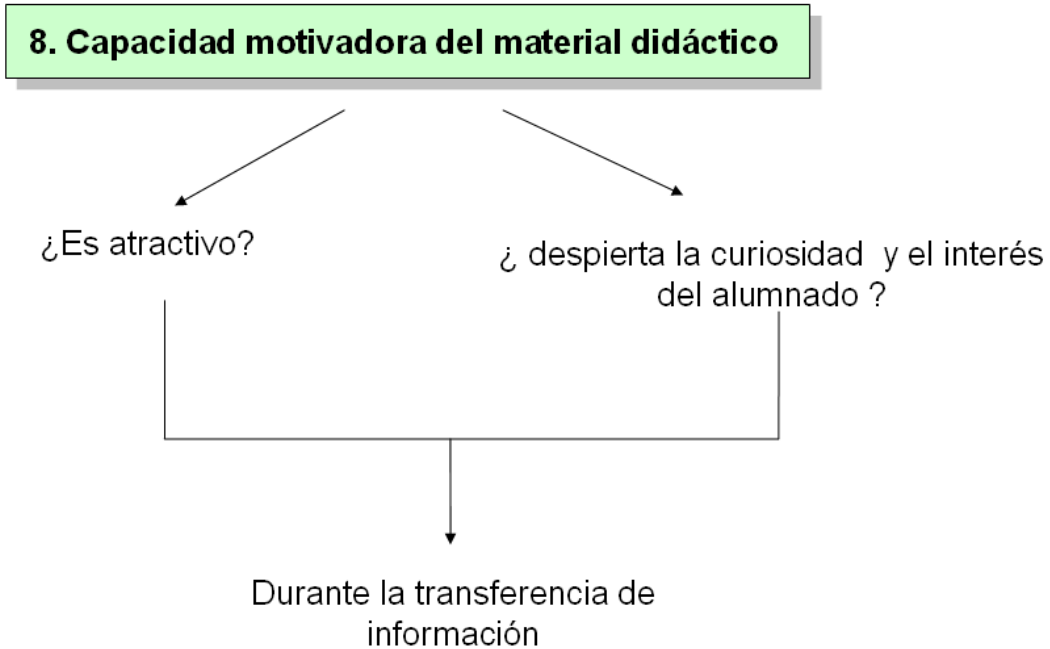 8. Capacidad motivadora del material didáctico
¿Es atractivo?
¿ despierta la curiosidad  y el interés
del alumnado ?
Durante la transferencia de
información